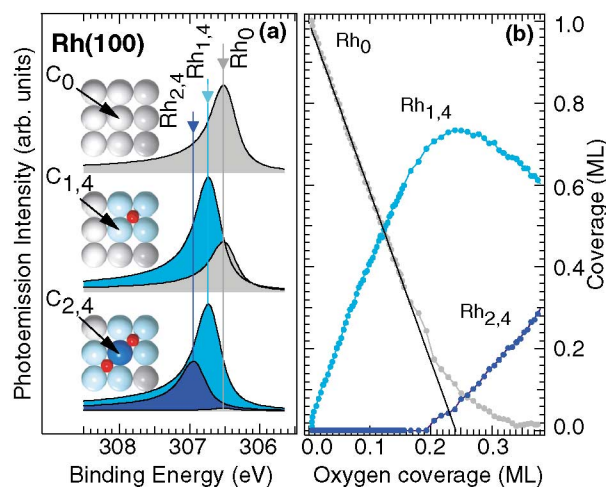 Rh(100)
(a)
Rh0
Rh1,4
Rh2,4
C0
C1,4
C2,4
Photoemission Intensity (arb. units)
308
307
306
Binding Energy (eV)
(b)
Rh0
Rh1,4
Rh2,4
1.0
0.8
0.6
0.4
0.2
0.0
Coverage (ML)
0.0 0.1 0.2 0.3
Oxygen coverage (ML)